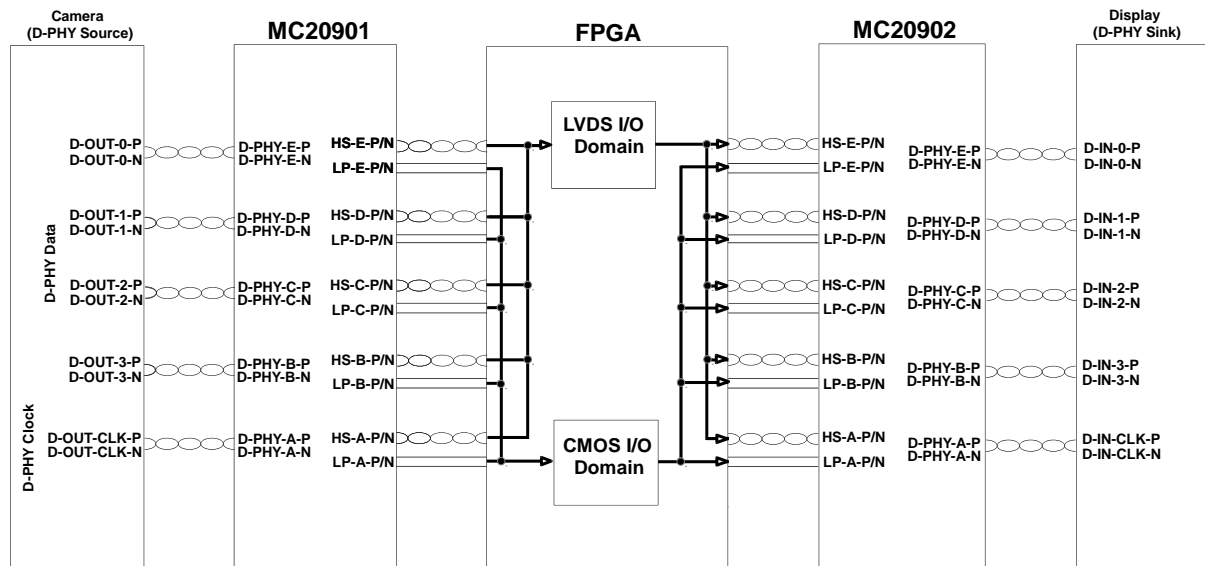 Camera
(D-PHY Source)
MC20901
FPGA
MC20902
Display
(D-PHY Sink)
D-PHY Data
D-PHY Clock
D-OUT-0-P
D-OUT-0-N
D-OUT-1-P
D-OUT-1-N
D-OUT-2-P
D-OUT-2-N
D-OUT-3-P
D-OUT-3-N
D-OUT-CLK-P
D-OUT-CLK-N
D-PHY-E-P
D-PHY-E-N
D-PHY-D-P
D-PHY-D-N
D-PHY-C-P
D-PHY-C-N
D-PHY-B-P
D-PHY-B-N
D-PHY-A-P
D-PHY-A-N
HS-E-P/N
LP-E-P/N
HS-D-P/N
LP-D-P/N
HS-C-P/N
LP-C-P/N
HS-B-P/N
LP-B-P/N
HS-A-P/N
LP-A-P/N
LVDS I/O
Domain
CMOS I/O
Domain
HS-E-P/N
LP-E-P/N
HS-D-P/N
LP-D-P/N
HS-C-P/N
LP-C-P/N
HS-B-P/N
LP-B-P/N
HS-A-P/N
LP-A-P/N
D-PHY-E-P
D-PHY-E-N
D-PHY-D-P
D-PHY-D-N
D-PHY-C-P
D-PHY-C-N
D-PHY-B-P
D-PHY-B-N
D-PHY-A-P
D-PHY-A-N
D-IN-0-P
D-IN-0-N
D-IN-1-P
D-IN-1-N
D-IN-2-P
D-IN-2-N
D-IN-3-P
D-IN-3-N
D-IN-CLK-P
D-IN-CLK-N